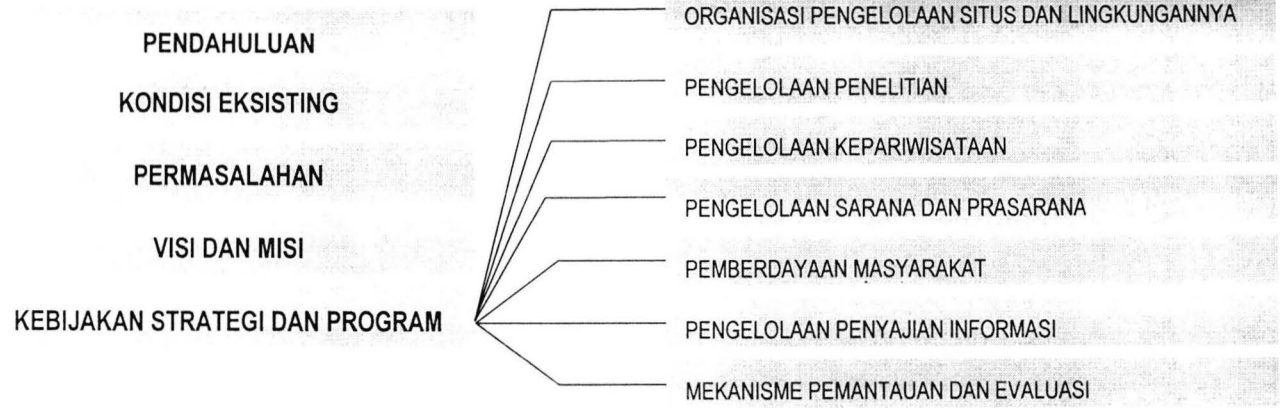 PENDAHULUAN
KONDISI EKSISTING
PERMASALAHAN
VISI DAN MISI
KEBIJAKAN STRATEGI DAN PROGRAM
ORGANISASI PENGELOLAAN SITUS DAN LINGKUNGANNYA
PENGELOLAAN PENELITIAN
PENGELOLAAN KEPARIWISATAAN
PENGELOLAAN SARANA DAN PRASARANA
PEMBERDAYAAN MASYARAKAT
PENGELOLAAN PENYAJIAN INFORMASI
MEKANISME PEMANTAUAN DAN EVALUASI